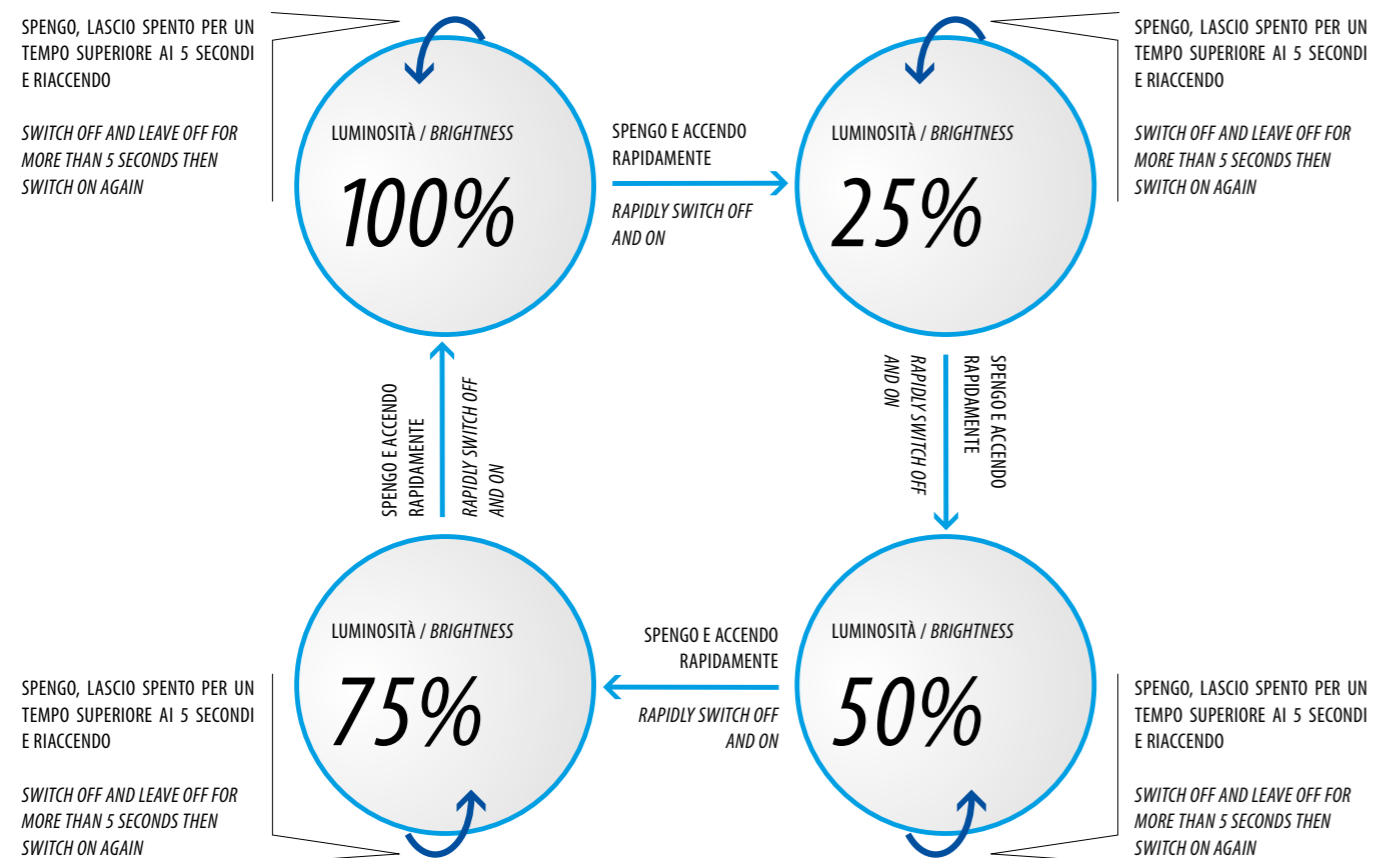 SPENGO, LASCIO SPENTO PER UN
TEMPO SUPERIORE AI 5 SECONDI
E RIACCENDO
SWITCH OFF AND LEAVE OFF FOR
MORE THAN 5 SECONDS THEN
SWITCH ON AGAIN
LUMINOSITÀ / BRIGHTNESS
100%
SPENGO E ACCENDO
RAPIDAMENTE
RAPIDLY SWITCH OFF
AND ON
LUMINOSITÀ / BRIGHTNESS
25%
SPENGO, LASCIO SPENTO PER UN
TEMPO SUPERIORE AI 5 SECONDI
E RIACCENDO
SWITCH OFF AND LEAVE OFF FOR
MORE THAN 5 SECONDS THEN
SWITCH ON AGAIN
SPENGO E ACCENDO
RAPIDAMENTE
RAPIDLY SWITCH OFF
AND ON
SPENGO E ACCENDO
RAPIDAMENTE
RAPIDLY SWITCH OFF
AND ON
SPENGO, LASCIO SPENTO PER UN
TEMPO SUPERIORE AI 5 SECONDI
E RIACCENDO
SWITCH OFF AND LEAVE OFF FOR
MORE THAN 5 SECONDS THEN
SWITCH ON AGAIN
LUMINOSITÀ / BRIGHTNESS
75%
SPENGO E ACCENDO
RAPIDAMENTE
RAPIDLY SWITCH OFF
AND ON
LUMINOSITÀ / BRIGHTNESS
50%
SPENGO, LASCIO SPENTO PER UN
TEMPO SUPERIORE AI 5 SECONDI
E RIACCENDO
SWITCH OFF AND LEAVE OFF FOR
MORE THAN 5 SECONDS THEN
SWITCH ON AGAIN